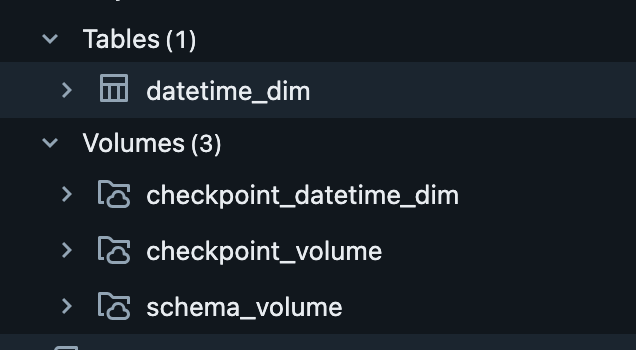 Tables (1)
datetime_dim
Volumes (3)
checkpoint_datetime_dim
checkpoint_volume
schema_volume